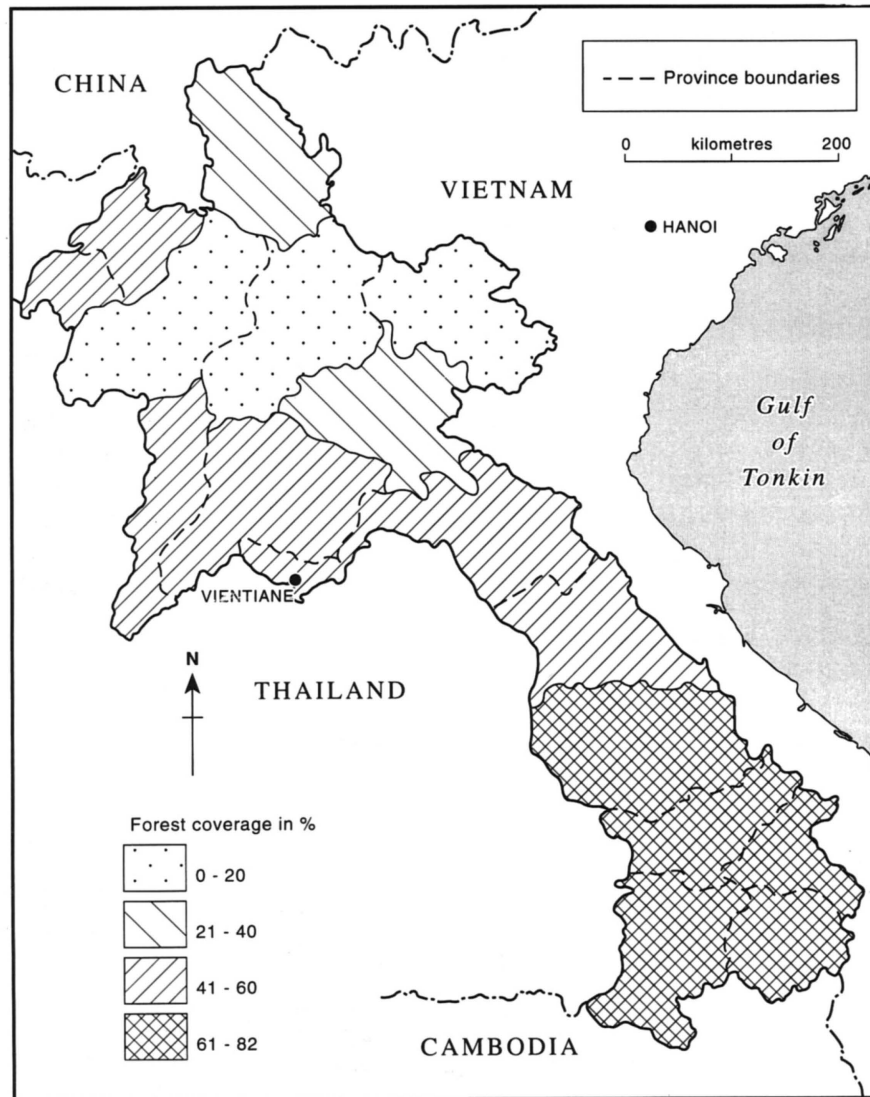 CHINA
--- Province boundaries
0 kilometres 200
VIETNAM
HANOI
Gulf
of
Tonkin
VIENTIANE
N
THAILAND
Forest coverage in %
0 - 20
21 - 40
41 - 60
61 - 82
CAMBODIA